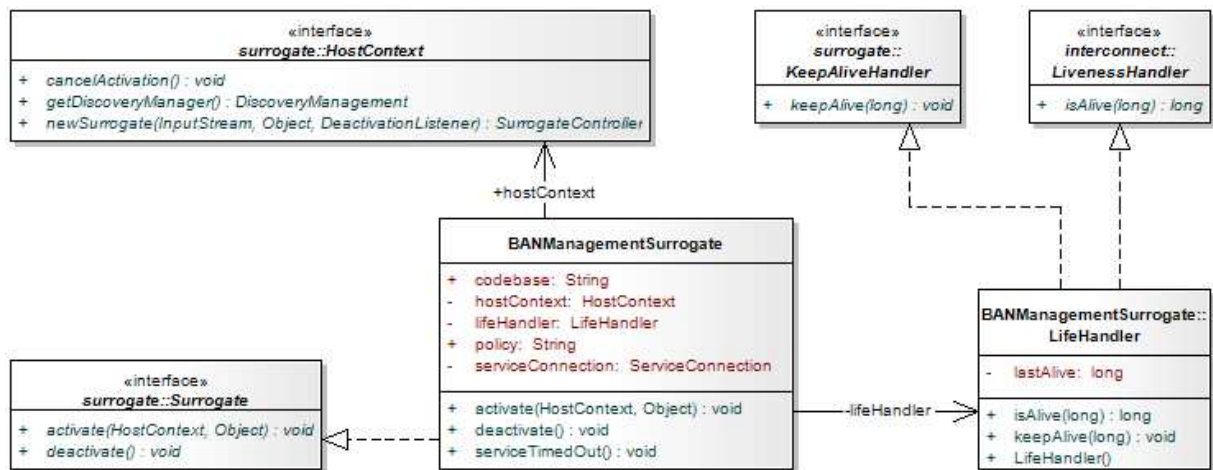 «interface»
surrogate::HostContext
+ cancelActivation() : void
+ getDiscoveryManager() : DiscoveryManagement
+ newSurrogate(InputStream, Object, DeactivationListener) : SurrogateController
«interface»
surrogate::
KeepAliveHandler
+ keepAlive(long) : void
«interface»
interconnect::
LivenessHandler
+ isAlive(long) : long
+hostContext
BANManagementSurrogate
+ codebase: String
- hostContext: HostContext
- lifeHandler: LifeHandler
+ policy: String
- serviceConnection: ServiceConnection
+ activate(HostContext, Object) : void
+ deactivate() : void
+ serviceTimedOut() : void
-lifeHandler
BANManagementSurrogate::
LifeHandler
- lastAlive: long
+ isAlive(long) : long
+ keepAlive(long) : void
+ LifeHandler()
«interface»
surrogate::Surrogate
+ activate(HostContext, Object) : void
+ deactivate() : void